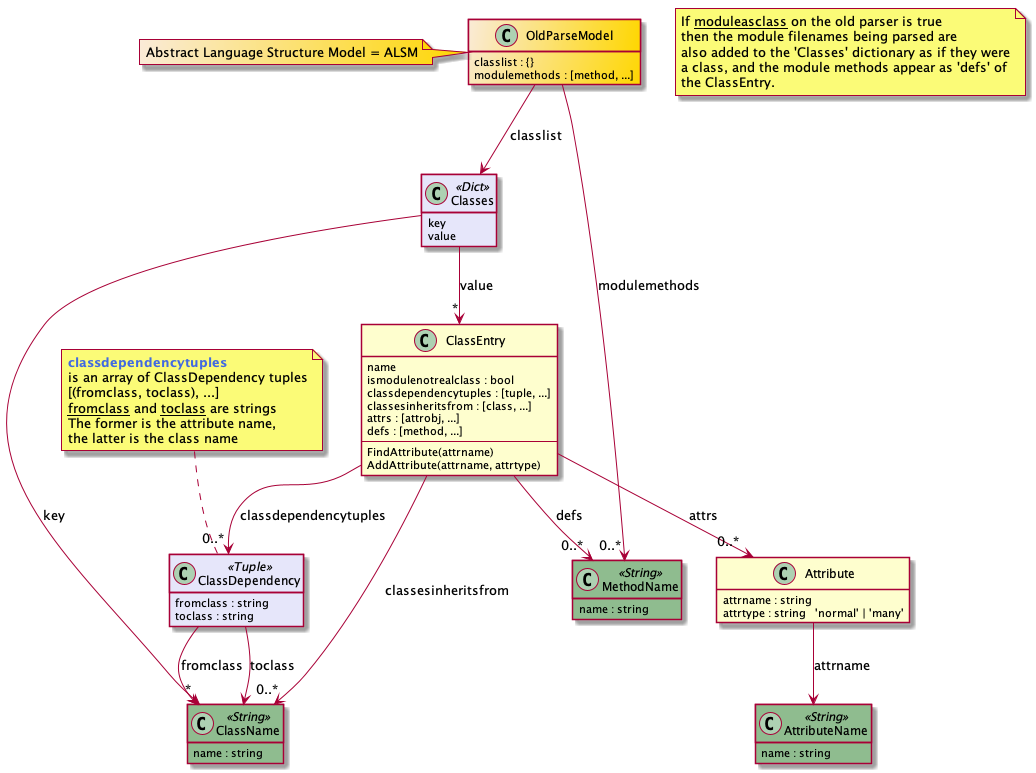 Abstract Language Structure Model = ALSM
C
OldParseModel
classlist : {}
modulemethods : [method, ...]
If moduleasclass on the old parser is true
then the module filenames being parsed are
also added to the 'Classes' dictionary as if they were
a class, and the module methods appear as 'defs' of
the ClassEntry.
classlist
C
«Dict»
Classes
key
value
value
*
modulemethods
C
ClassEntry
name
ismodulenotrealclass : bool
classdependencytuples : [tuple, ...]
classesinheritsfrom : [class, ...]
attrs : [attrobj, ...]
defs : [method, ...]
FindAttribute(attrname)
AddAttribute(attrname, attrtype)
classdependencytuples
is an array of ClassDependency tuples
[(fromclass, toclass), ...]
fromclass and toclass are strings
The former is the attribute name,
the latter is the class name
key
classdependencytuples
0..*
defs
0..*
0..*
attrs
0..*
C
«Tuple»
ClassDependency
fromclass : string
toclass : string
classesinheritsfrom
C
«String»
MethodName
name : string
C
Attribute
attrname : string
attrtype : string   'normal' | 'many'
fromclass
toclass
*
0..*
attrname
C
«String»
ClassName
name : string
C
«String»
AttributeName
name : string